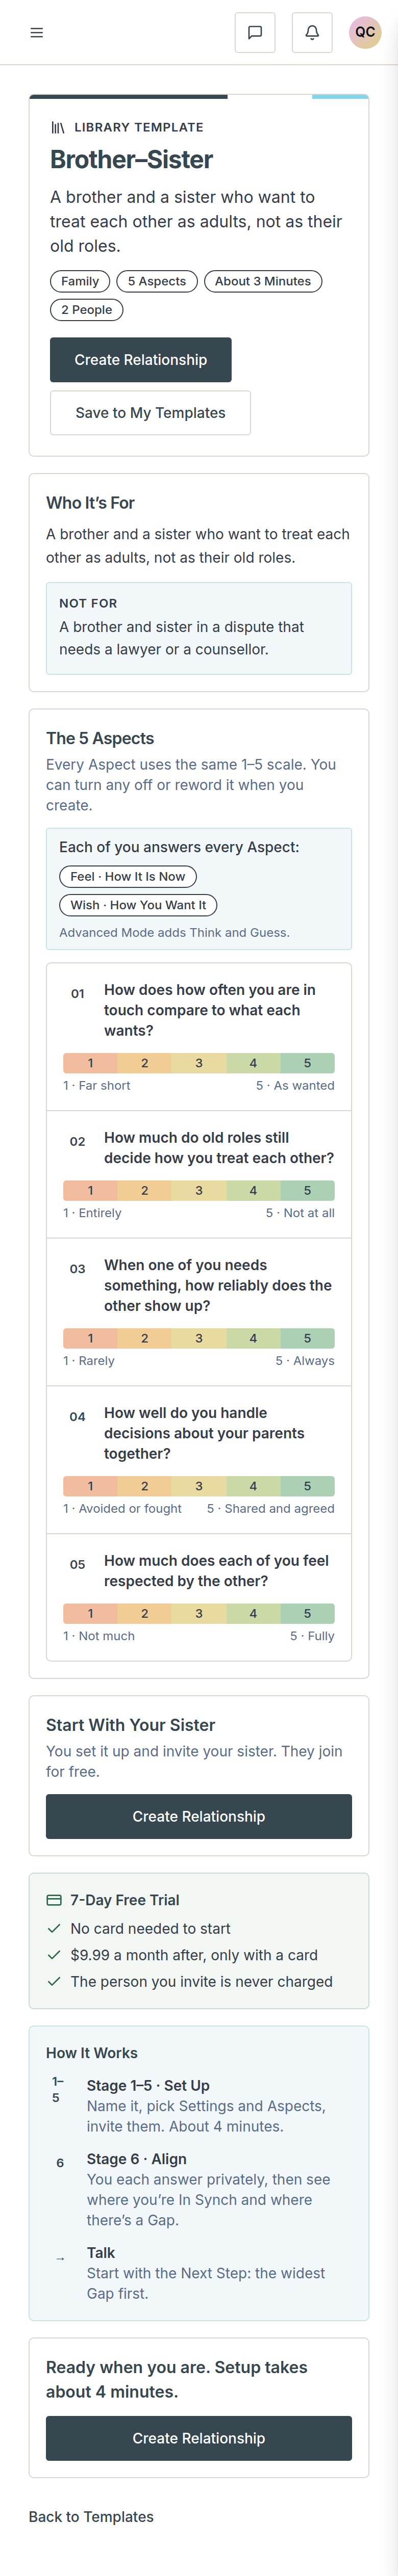 QC
LIBRARY TEMPLATE
Brother–Sister
A brother and a sister who want to
treat each other as adults, not as their
old roles.
Family
5 Aspects
About 3 Minutes
2 People
Create Relationship
Save to My Templates
Who It’s For
A brother and a sister who want to treat each
other as adults, not as their old roles.
NOT FOR
A brother and sister in a dispute that
needs a lawyer or a counsellor.
The 5 Aspects
Every Aspect uses the same 1–5 scale. You
can turn any off or reword it when you
create.
Each of you answers every Aspect:
Feel · How It Is Now
Wish · How You Want It
Advanced Mode adds Think and Guess.
01
How does how often you are in
touch compare to what each
wants?
1 2 3 4 5
1 · Far short 5 · As wanted
02
How much do old roles still
decide how you treat each other?
1 2 3 4 5
1 · Entirely 5 · Not at all
03
When one of you needs
something, how reliably does the
other show up?
1 2 3 4 5
1 · Rarely 5 · Always
04
How well do you handle
decisions about your parents
together?
1 2 3 4 5
1 · Avoided or fought 5 · Shared and agreed
05
How much does each of you feel
respected by the other?
1 2 3 4 5
1 · Not much 5 · Fully
Start With Your Sister
You set it up and invite your sister. They join
for free.
Create Relationship
7-Day Free Trial
No card needed to start
$9.99 a month after, only with a card
The person you invite is never charged
How It Works
1–
5
Stage 1–5 · Set Up
Name it, pick Settings and Aspects,
invite them. About 4 minutes.
6
Stage 6 · Align
You each answer privately, then see
where you’re In Synch and where
there’s a Gap.
→
Talk
Start with the Next Step: the widest
Gap first.
Ready when you are. Setup takes
about 4 minutes.
Create Relationship
Back to Templates